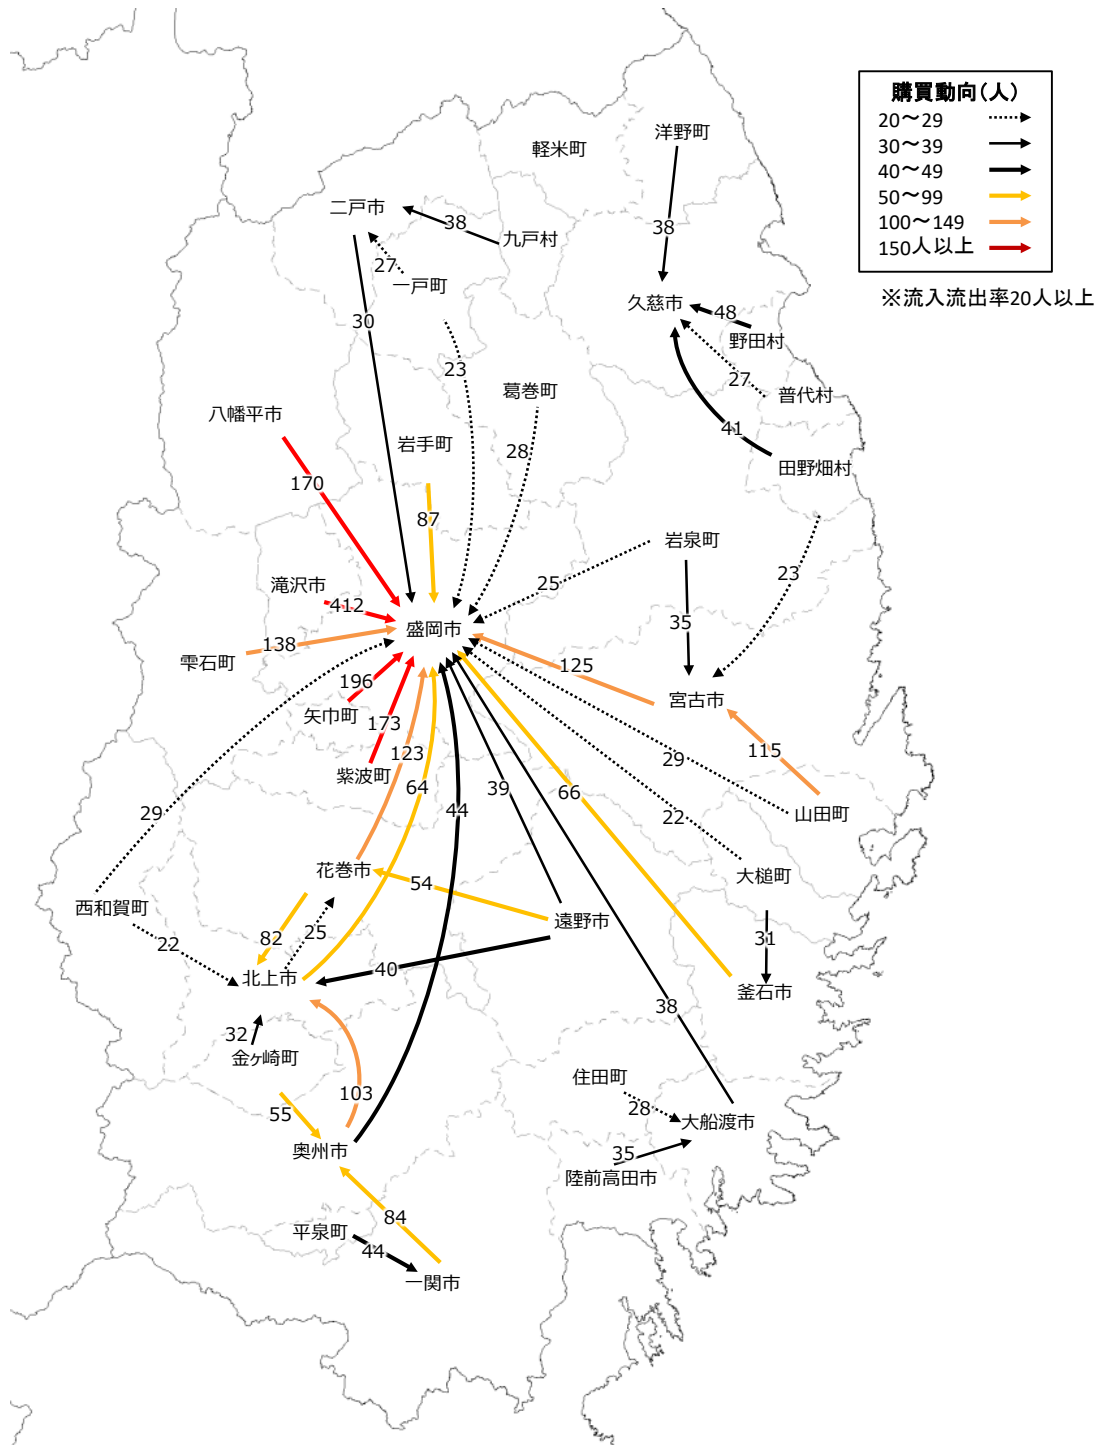 購買動向(人)
20～29
30～39
40～49
50～99
100～149
150人以上
※流入流出率20人以上
洋野町
軽米町
二戸市
38
九戸村
38
27
一戸町
久慈市
30
48
野田村
23
27
普代村
葛巻町
八幡平市
41
岩手町
28
田野畑村
170
87
岩泉町
23
滝沢市
25
412
35
盛岡市
138
雫石町
125
196
宮古市
矢巾町
173
115
123
29
紫波町
64
39
66
44
22
29
山田町
花巻市
大槌町
54
西和賀町
遠野市
25
82
31
22
40
北上市
釜石市
38
32
金ヶ崎町
住田町
103
28
55
大船渡市
奥州市
35
陸前高田市
84
平泉町
44
一関市